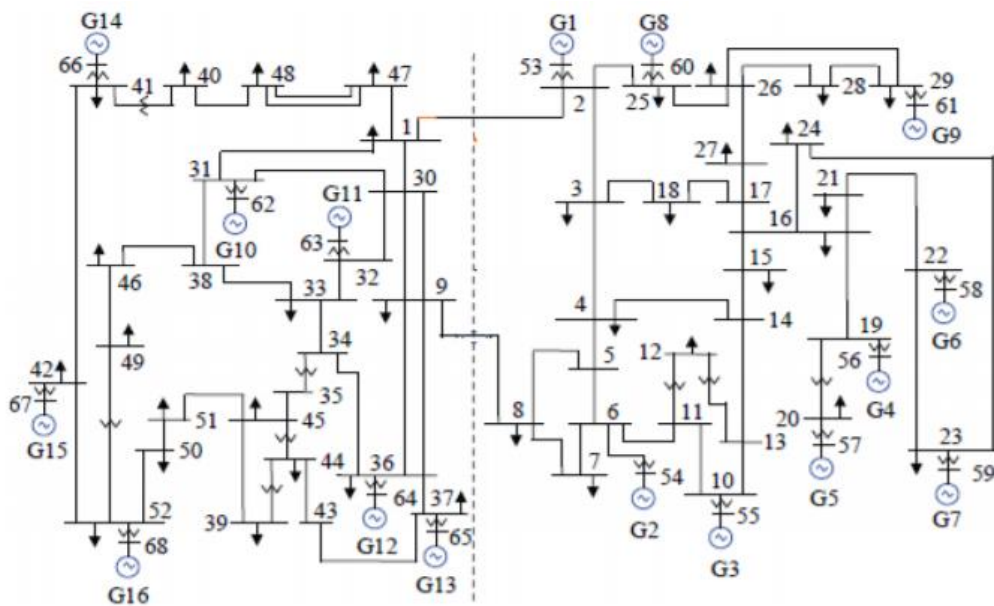 G14 G1 G8
66 41 40 48 47 53 60
2 25 26 28 29
61
1 G9
24
31 30 27
62 G11 3 18 17 21
G10 63 16
46 38 32 9 15 22
33 58
49 34 4 14 19 G6
42 35 5 12 56
67 51 45 8 6 11 20 G4
G15 50 13 57 23
44 36 7 54 10 G5 59
52 39 43 64 37 G2 55 G7
68 G12 65 G3
G16 G13